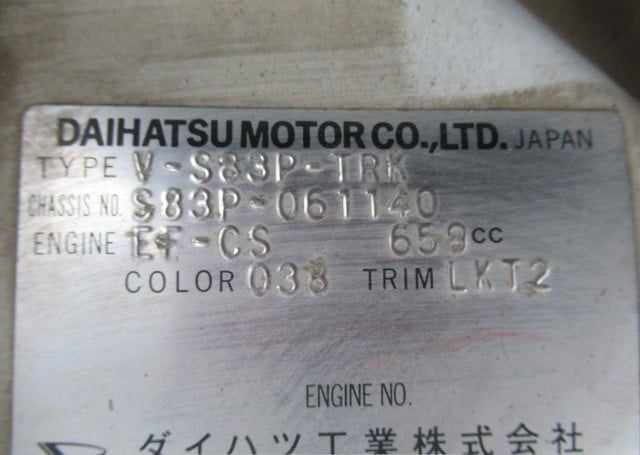 DAIHATSU MOTOR CO.,LTD. JAPAN
TYPE V-S83P-TRK
CHASSIS NO. S83P-061140
ENGINE EF-CS 659cc
COLOR 038 TRIM LKT2
ENGINE NO.
ダイハツ工業株式会社